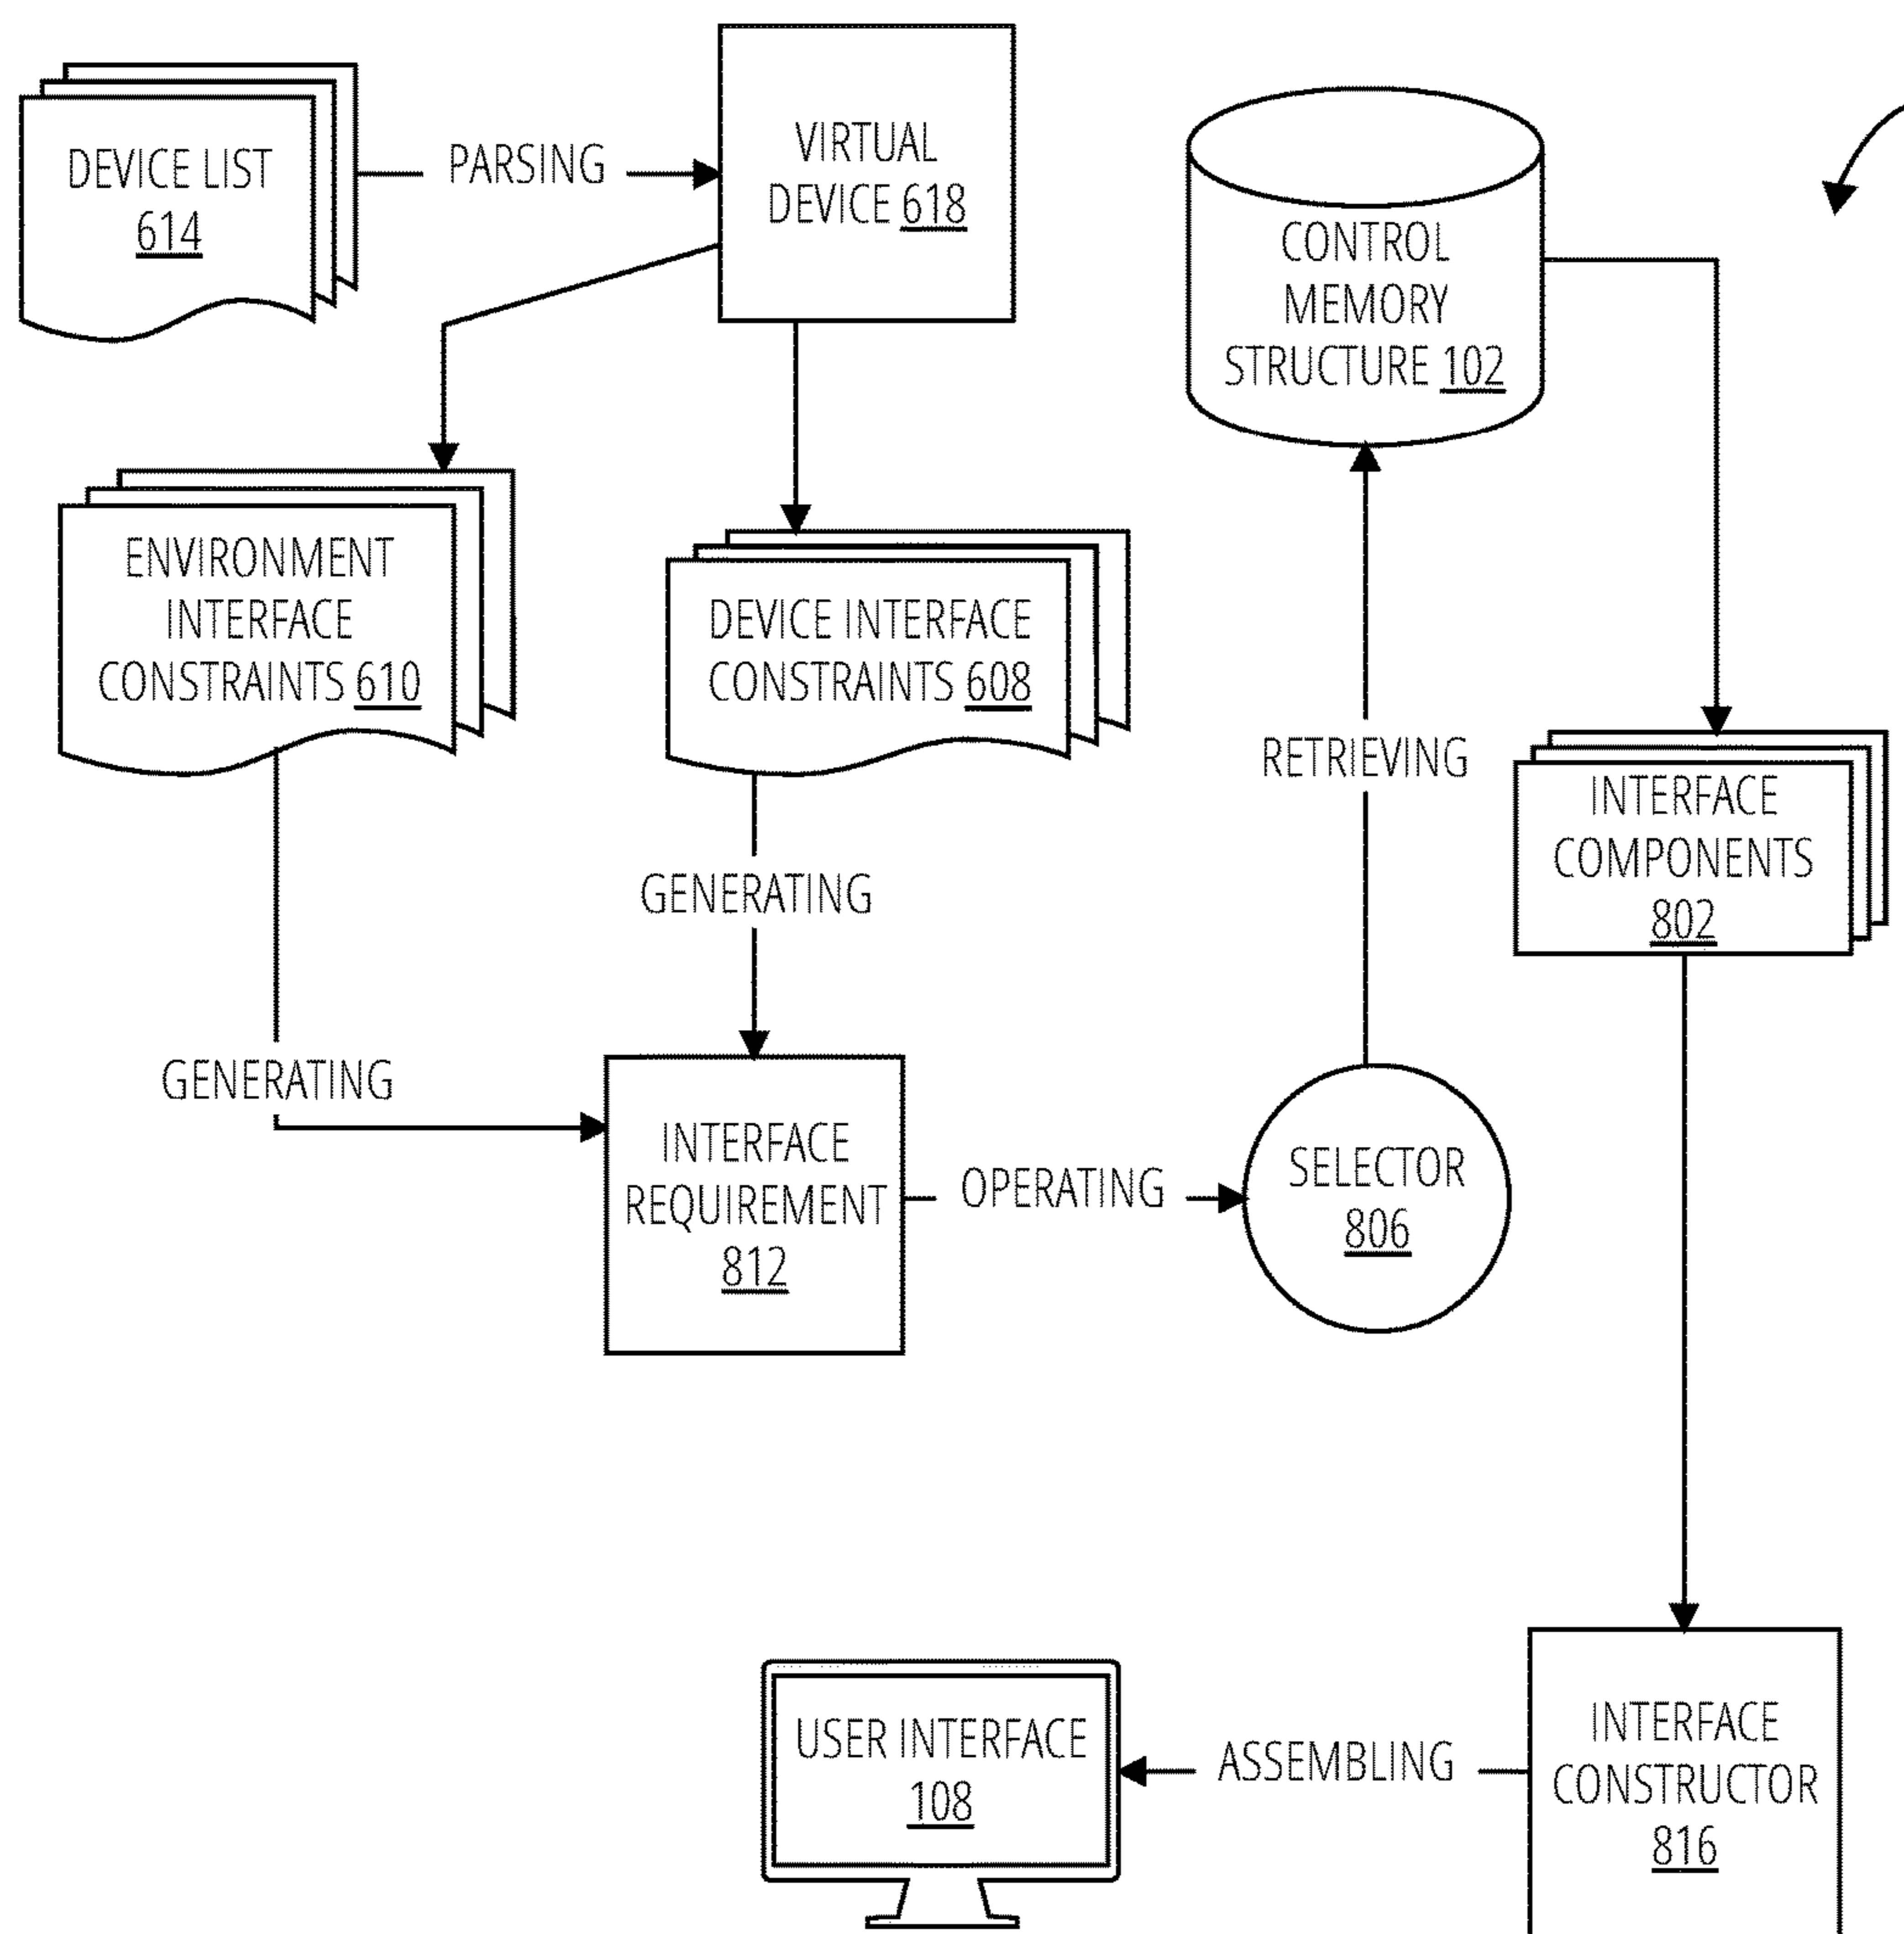 DEVICE LIST
614
PARSING
VIRTUAL
DEVICE 618
CONTROL
MEMORY
STRUCTURE 102
ENVIRONMENT
INTERFACE
CONSTRAINTS 610
DEVICE INTERFACE
CONSTRAINTS 608
RETRIEVING
INTERFACE
COMPONENTS
802
GENERATING
GENERATING
INTERFACE
REQUIREMENT
812
OPERATING
SELECTOR
806
USER INTERFACE
108
ASSEMBLING
INTERFACE
CONSTRUCTOR
816